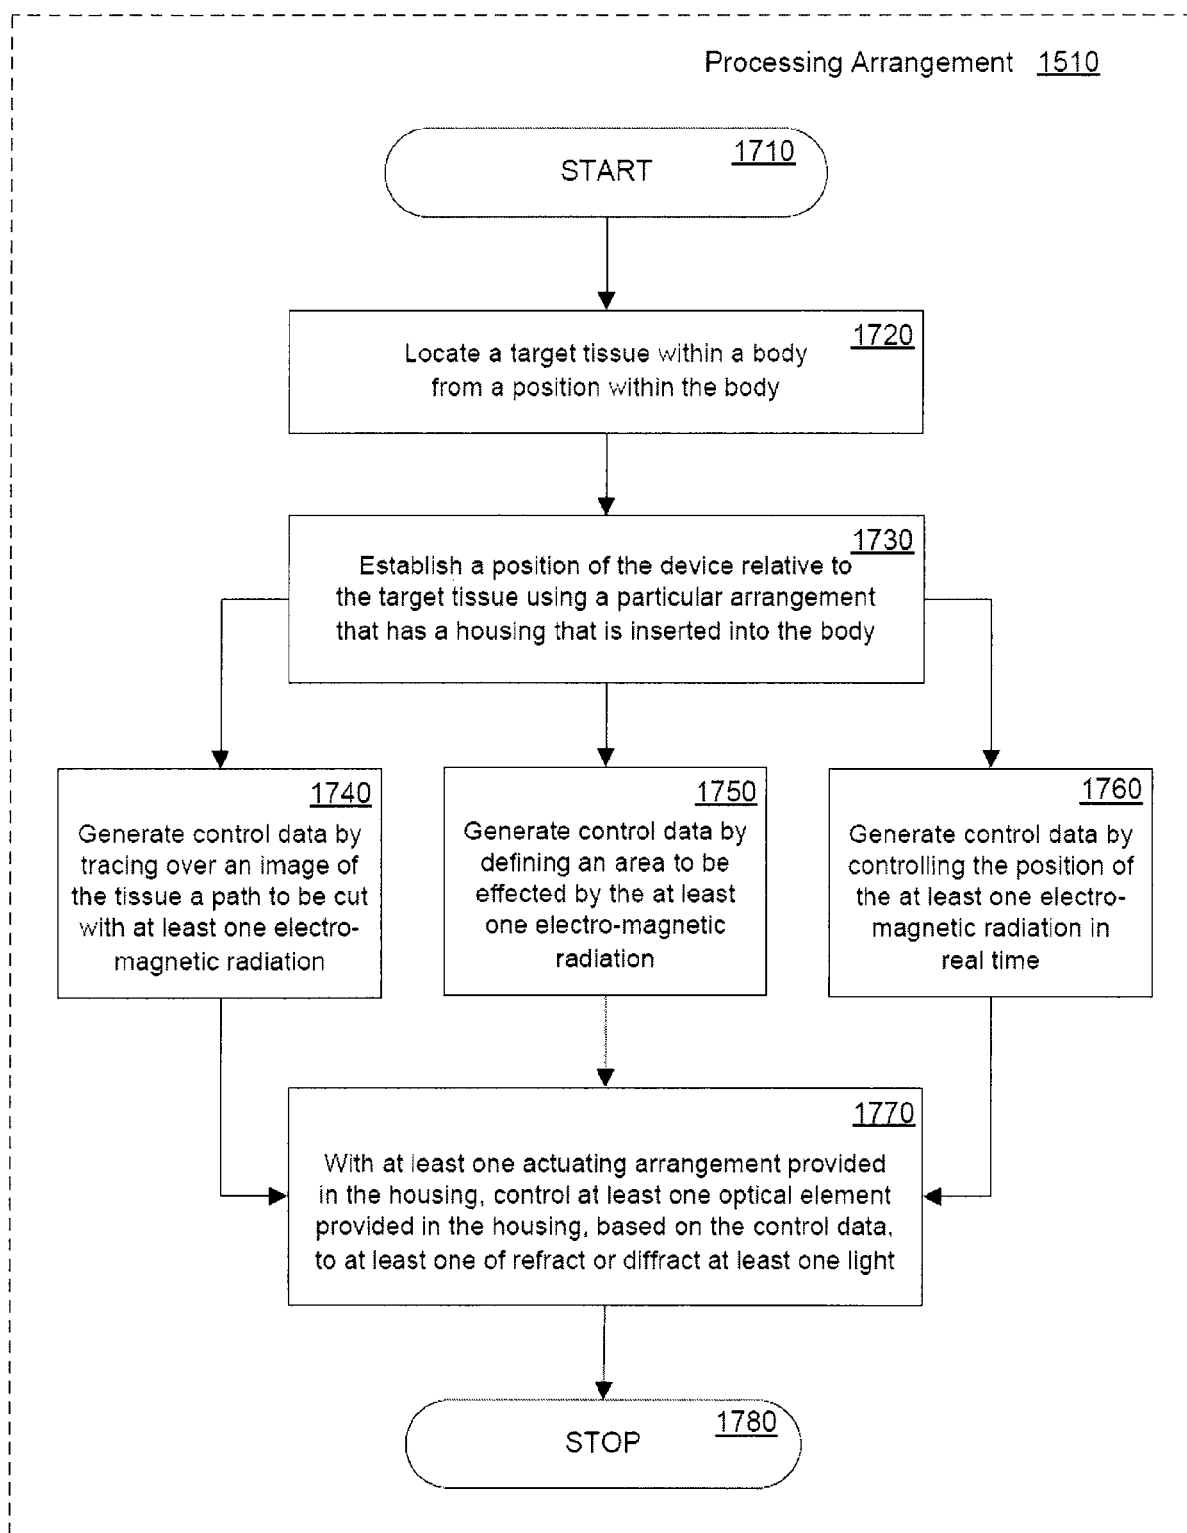 Processing Arrangement 1510
1710
START
1720
Locate a target tissue within a body
from a position within the body
1730
Establish a position of the device relative to
the target tissue using a particular arrangement
that has a housing that is inserted into the body
1740
Generate control data by
tracing over an image of
the tissue a path to be cut
with at least one electro-
magnetic radiation
1750
Generate control data by
defining an area to be
effected by the at least
one electro-magnetic
radiation
1760
Generate control data by
controlling the position of
the at least one electro-
magnetic radiation in
real time
1770
With at least one actuating arrangement provided
in the housing, control at least one optical element
provided in the housing, based on the control data,
to at least one of refract or diffract at least one light
1780
STOP